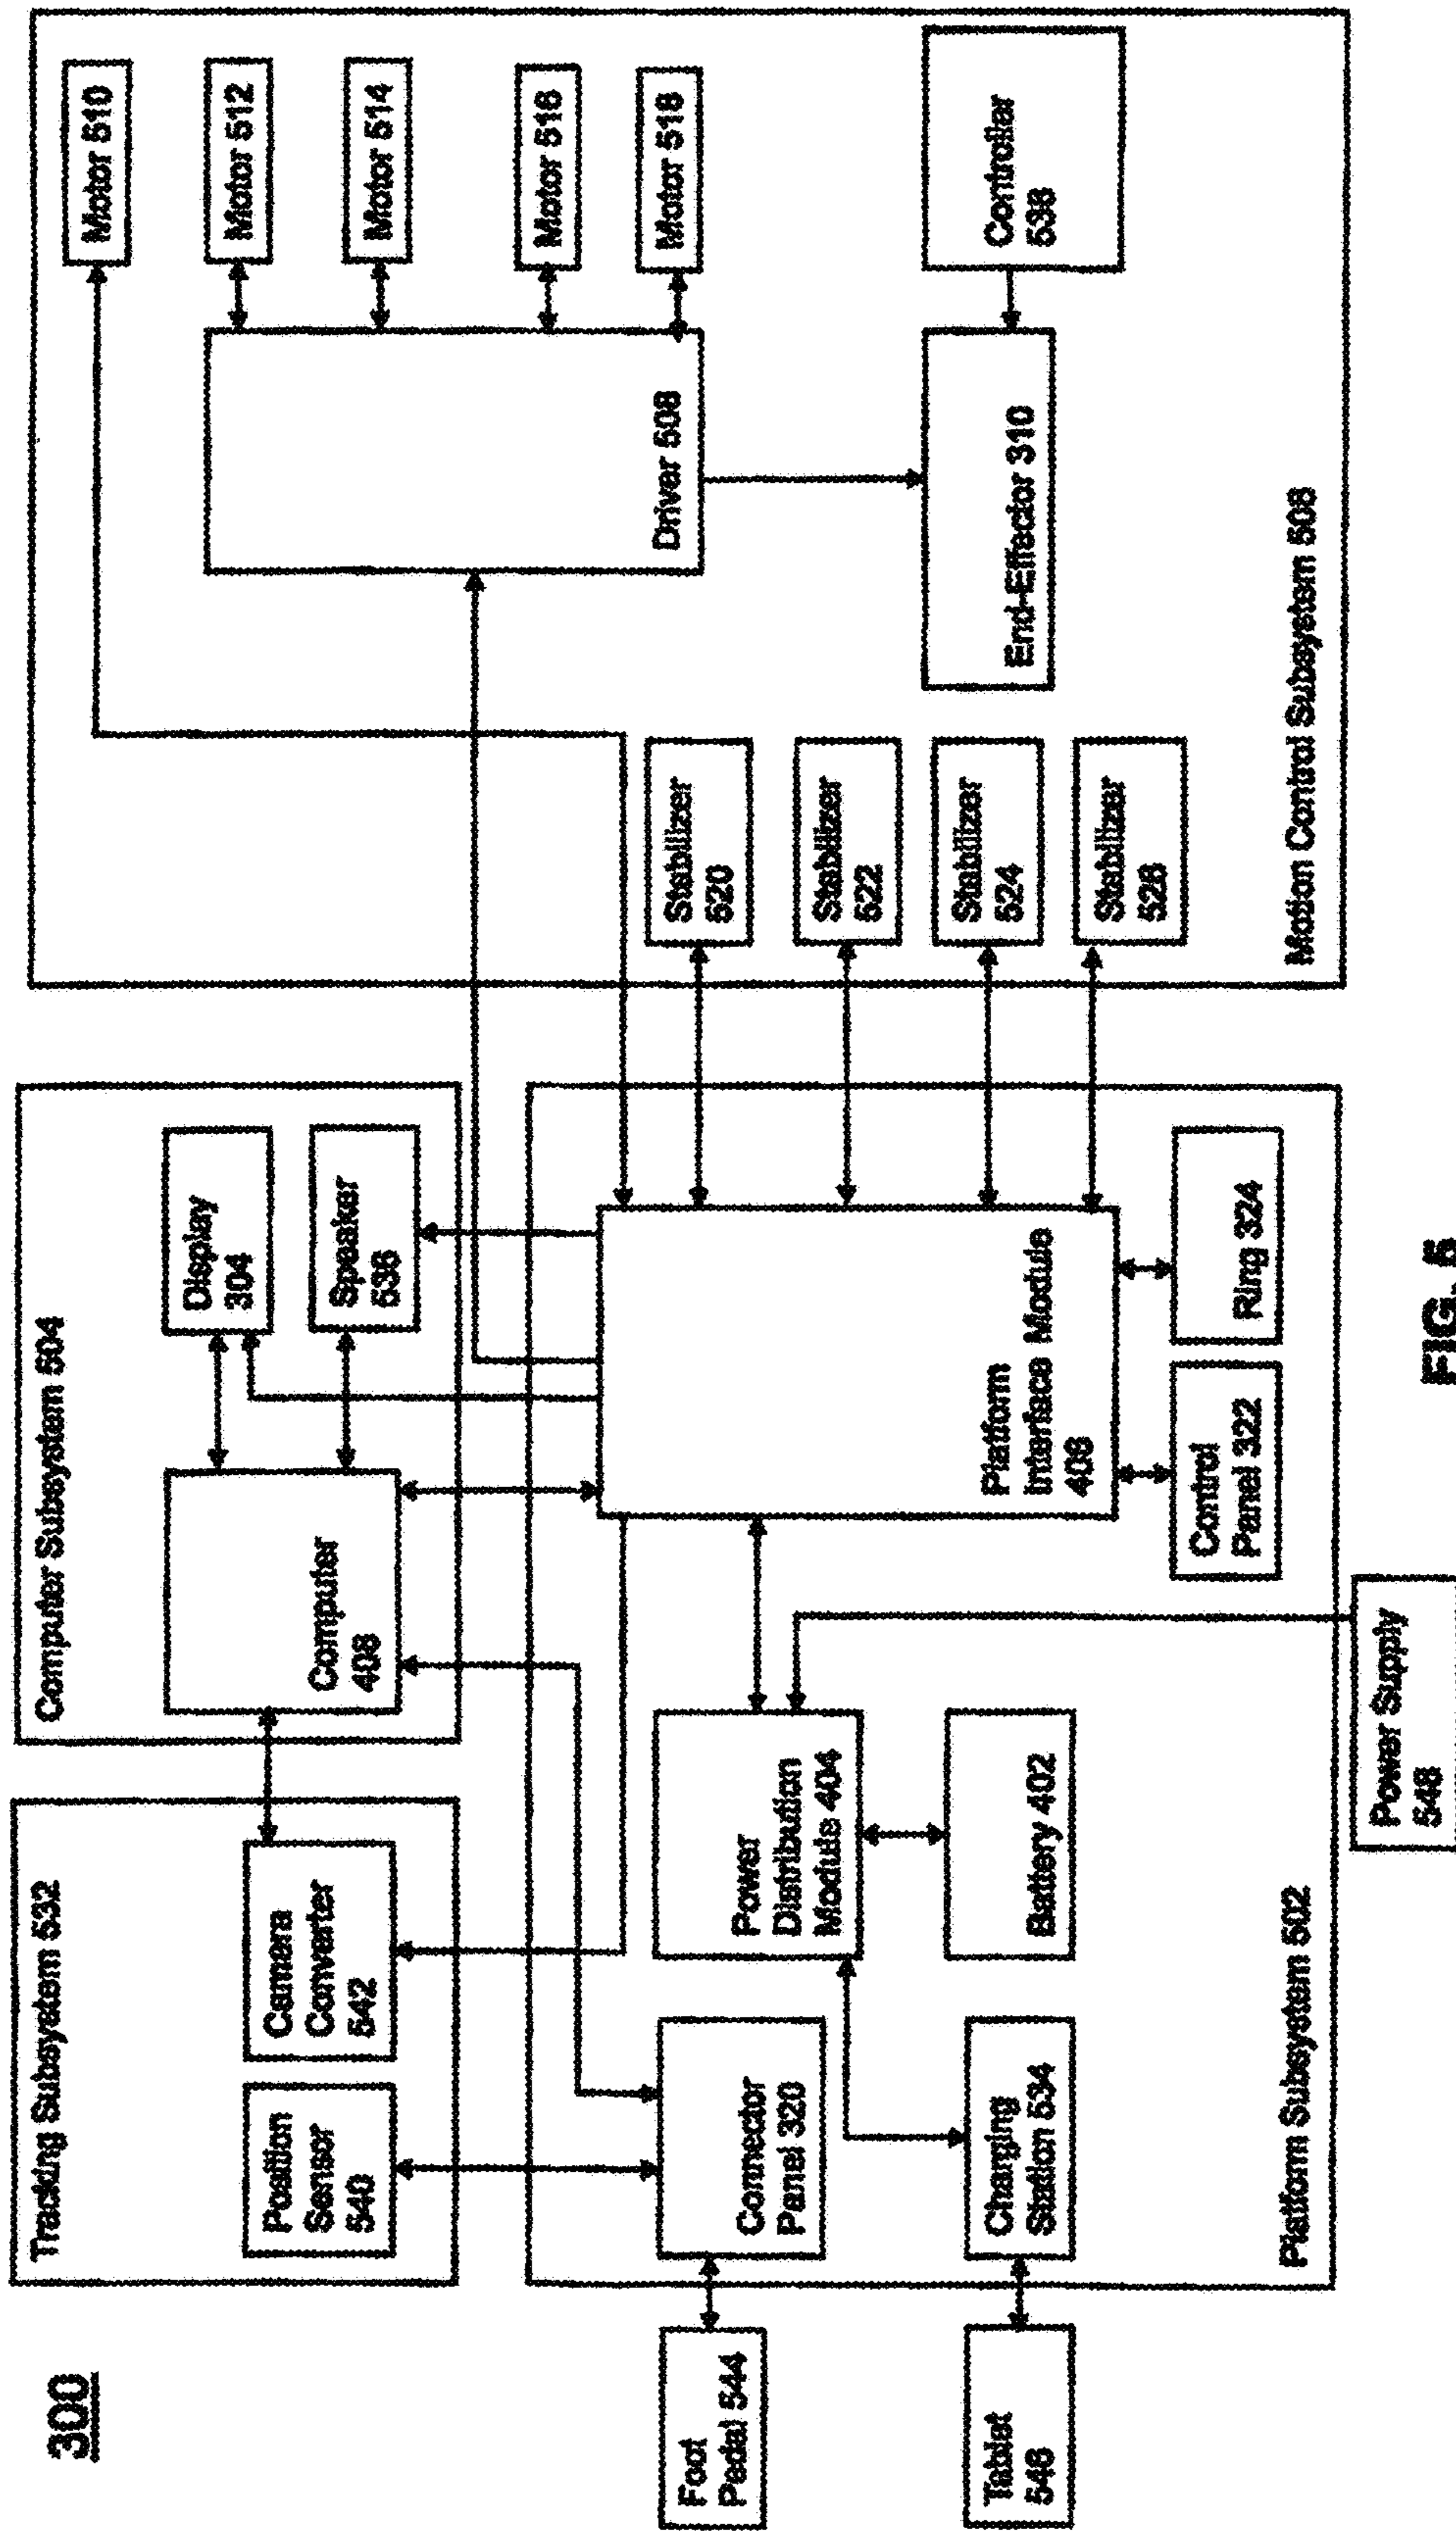 300
Tracking Subsystem 532
Position
Sensor
540
Camera
Converter
542
Computer Subsystem 504
Computer
408
Display
304
Speaker
536
Foot
Pedal 544
Tablet
546
Connector
Panel 320
Charging
Station 534
Power
Distribution
Module 404
Battery 402
Platform
Interface Module
406
Control
Panel 322
Ring 324
Platform Subsystem 502
Power Supply
548
Motor 510
Motor 512
Motor 514
Motor 516
Motor 518
Driver 508
Stabilizer
520
Stabilizer
522
Stabilizer
524
Stabilizer
526
End-Effector 310
Controller
538
Motion Control Subsystem 506
FIG. 5